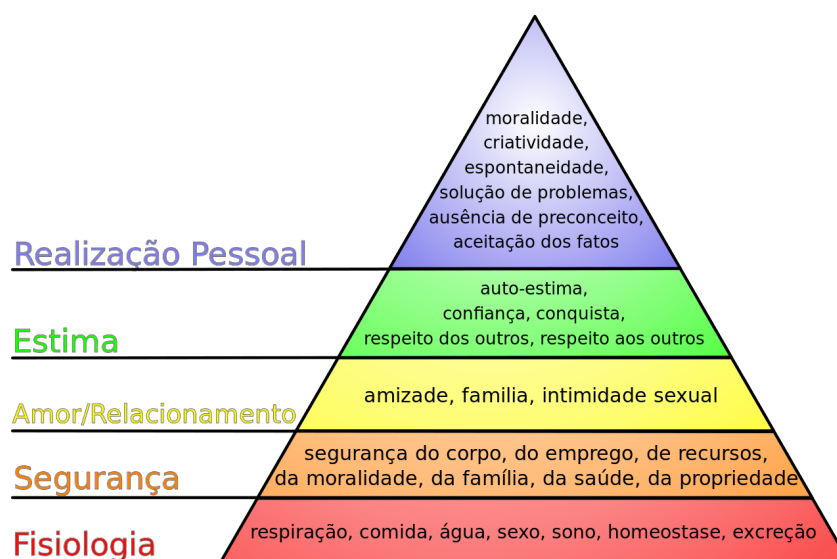 moralidade,
criatividade,
espontaneidade,
solução de problemas,
ausência de preconceito,
aceitação dos fatos
Realização Pessoal
auto-estima,
confiança, conquista,
respeito dos outros, respeito aos outros
Estima
amizade, familia, intimidade sexual
Amor/Relacionamento
segurança do corpo, do emprego, de recursos,
da moralidade, da família, da saúde, da propriedade
Segurança
respiração, comida, água, sexo, sono, homeostase, excreção
Fisiologia